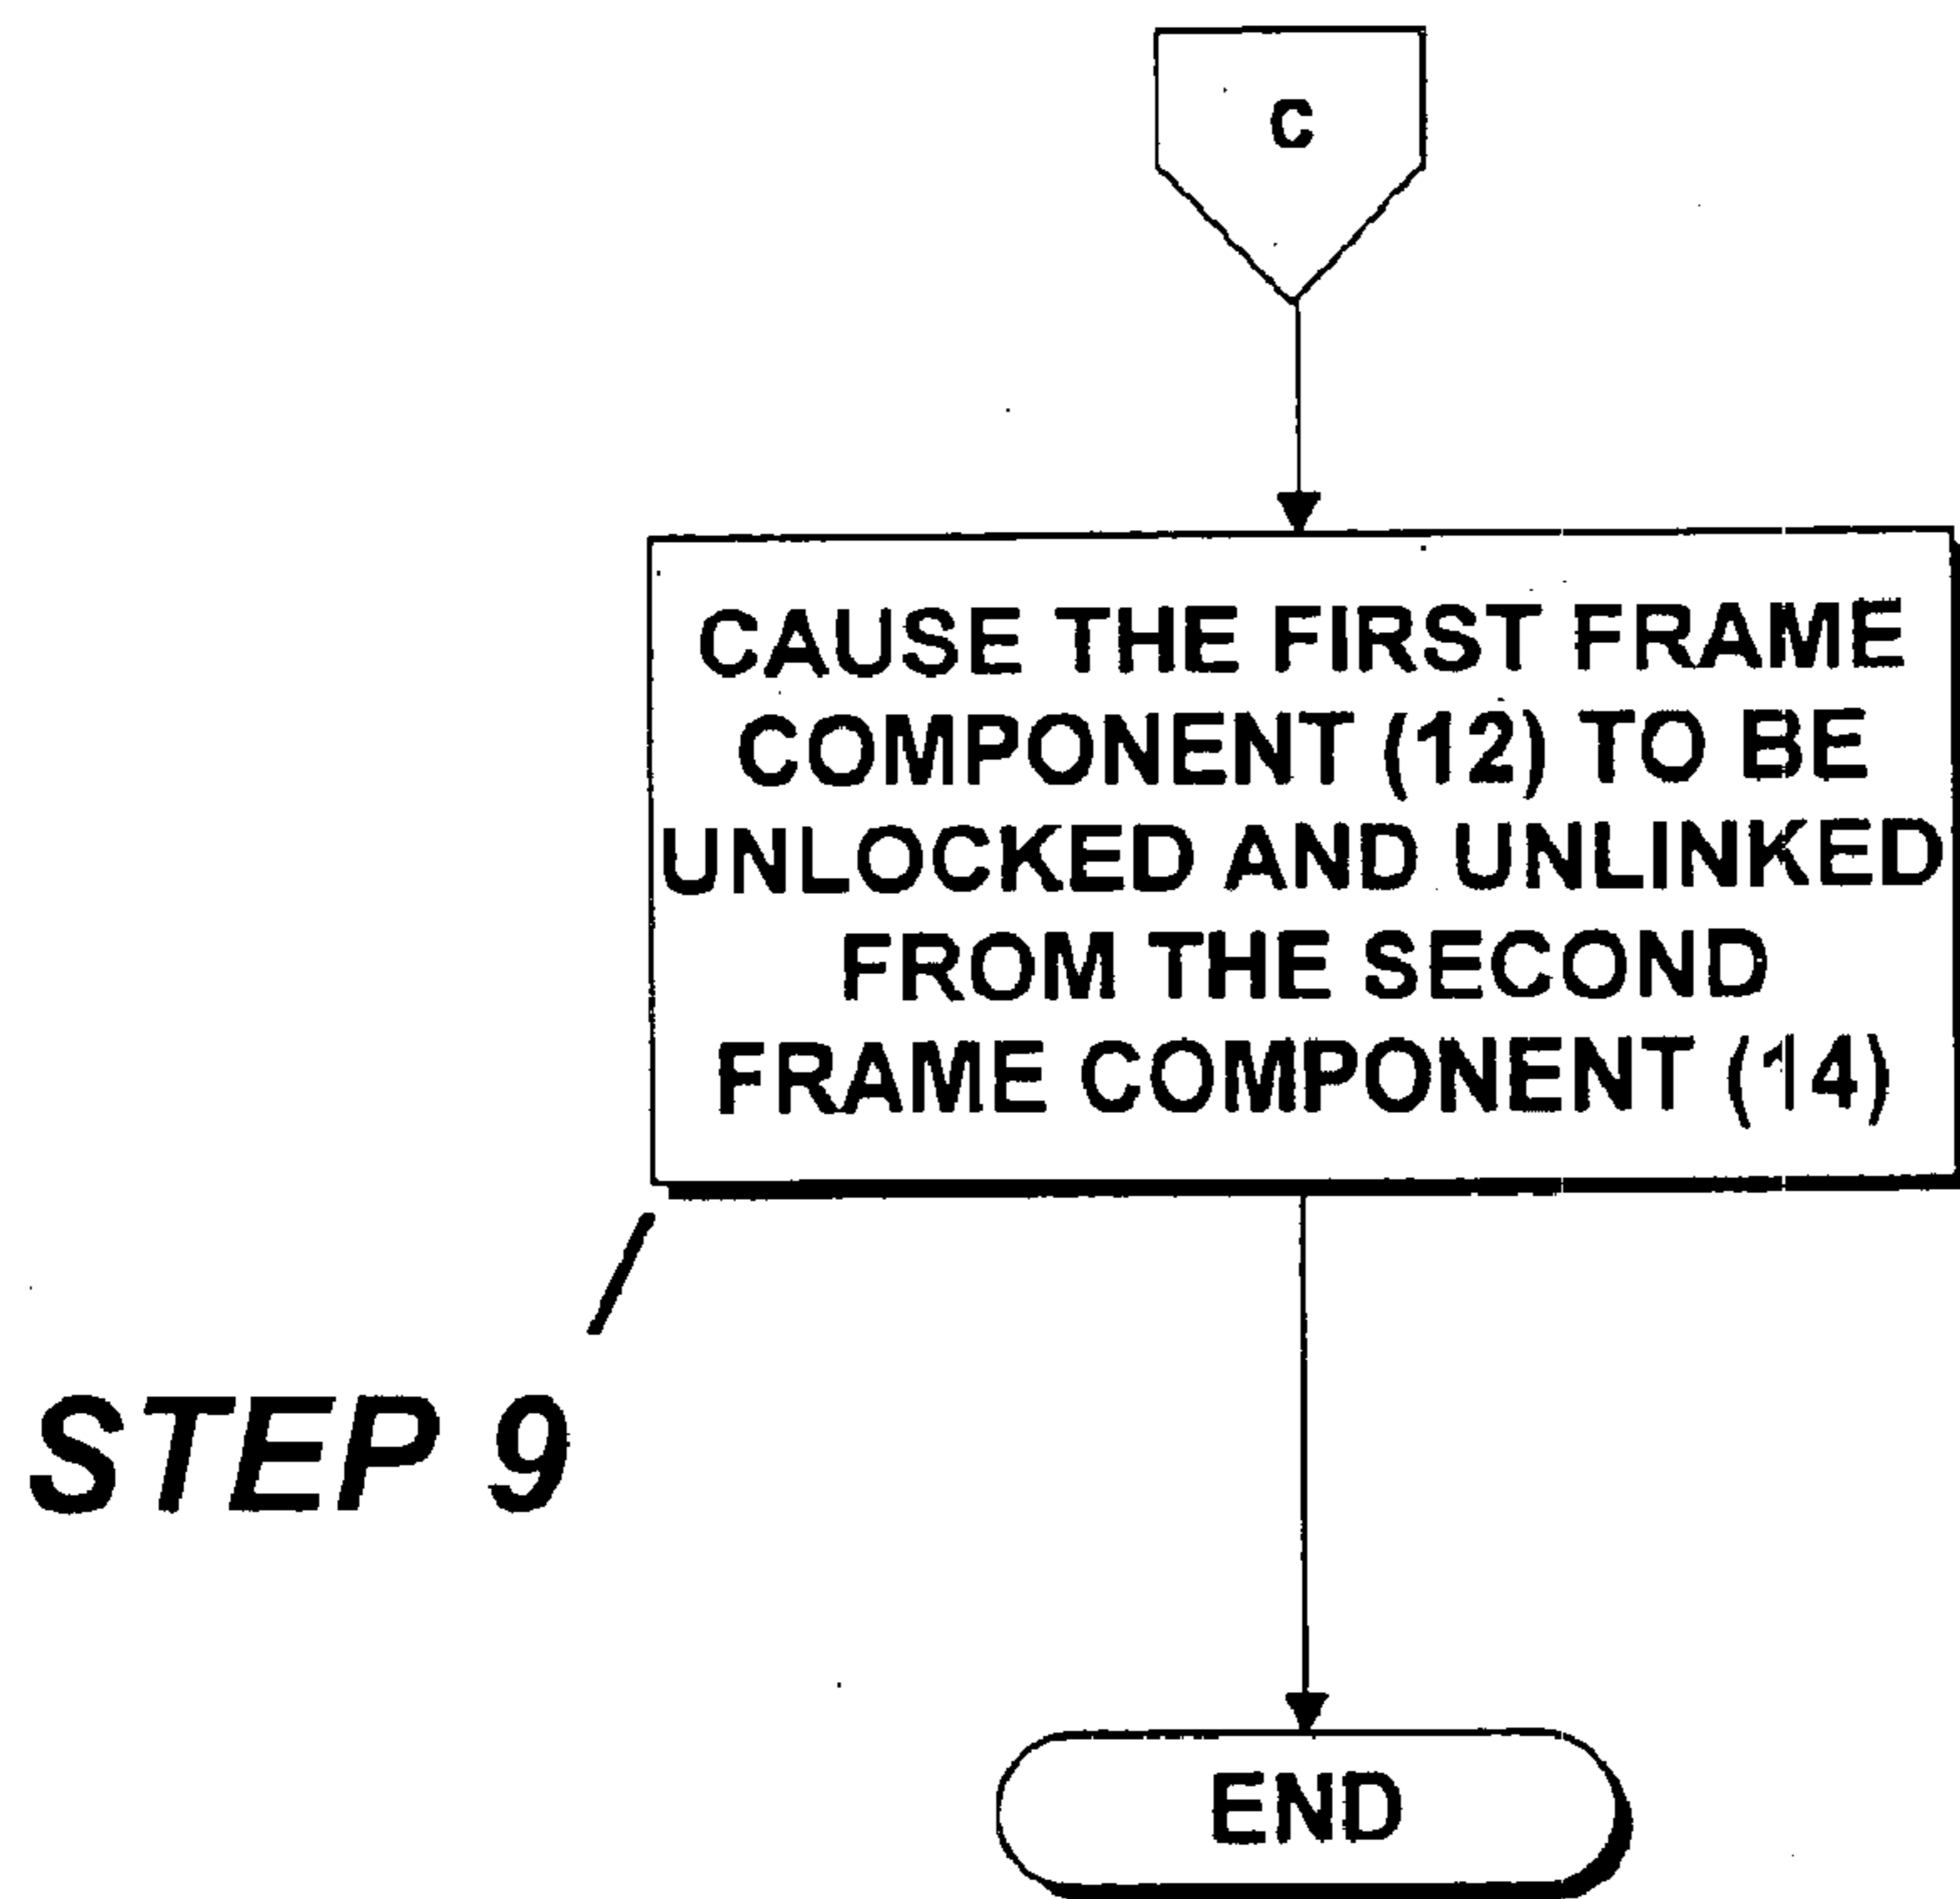 C
CAUSE THE FIRST FRAME
COMPONENT (12) TO BE
UNLOCKED AND UNLINKED
FROM THE SECOND
FRAME COMPONENT (14)
STEP 9
END